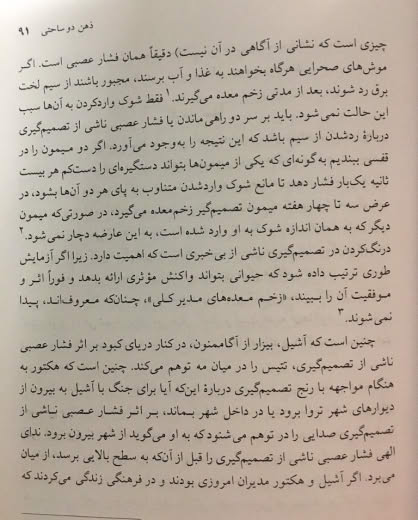 ذهن دو ساحتی   ۹۱
چیزی است که نشانی از آگاهی در آن نیست) دقیقاً همان فشار عصبی است. اگر
موش‌های صحرایی هرگاه بخواهند به غذا و آب برسند، مجبور باشند از سیم لخت
برق رد شوند، بعد از مدتی زخم معده می‌گیرند.۱ فقط شوک واردکردن به آن‌ها سبب
این حالت نمی‌شود. باید بر سر دو راهی ماندن یا فشار عصبی ناشی از تصمیم‌گیری
دربارهٔ ردشدن از سیم باشد که این نتیجه را به‌وجود می‌آورد. اگر دو میمون را در
قفسی ببندیم به‌گونه‌ای که یکی از میمون‌ها بتواند دستگیره‌ای را دست‌کم هر بیست
ثانیه یک‌بار فشار دهد تا مانع شوک واردشدن متناوب به پای هر دو آن‌ها بشود، در
عرض سه تا چهار هفته میمون تصمیم‌گیر زخم‌معده می‌گیرد، در صورتی‌که میمون
دیگر که به همان اندازه شوک به او وارد شده است، به این عارضه دچار نمی‌شود.۲
درنگ‌کردن در تصمیم‌گیری ناشی از بی‌خبری است که اهمیت دارد. زیرا اگر آزمایش
طوری ترتیب داده شود که حیوانی بتواند واکنش مؤثری ارائه بدهد و فوراً اثر و
موفقیت آن را ببیند، «زخم معده‌های مدیر کلی»، چنان‌که معروف‌اند، پیدا
نمی‌شوند.۳
چنین است که آشیل، بیزار از آگاممنون، در کنار دریای کبود بر اثر فشار عصبی
ناشی از تصمیم‌گیری، تتیس را در میان مه توهم می‌کند. چنین است که هکتور به
هنگام مواجهه با رنج تصمیم‌گیری دربارهٔ این‌که آیا برای جنگ با آشیل به بیرون از
دیوارهای شهر تروا برود یا در داخل شهر بماند، بر اثر فشار عصبی ناشی از
تصمیم‌گیری صدایی را در توهم می‌شنود که به او می‌گوید از شهر بیرون برود. ندای
الهی فشار عصبی ناشی از تصمیم‌گیری را قبل از آن‌که به سطح بالایی برسد، از میان
می‌برد. اگر آشیل و هکتور مدیران امروزی بودند و در فرهنگی زندگی می‌کردند که